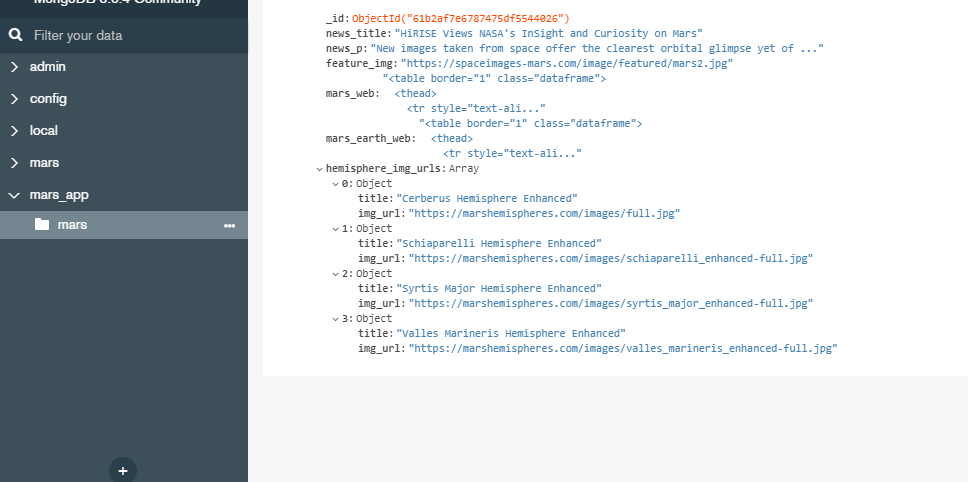 Filter your data
admin
config
local
mars
mars_app
mars
_id: ObjectId("61b2af7e6787475df5544026")
news_title: "HiRISE Views NASA's InSight and Curiosity on Mars"
news_p: "New images taken from space offer the clearest orbital glimpse yet of ..."
feature_img: "https://spaceimages-mars.com/image/featured/mars2.jpg"
"<table border="1" class="dataframe">
mars_web: <thead>
<tr style="text-ali..."
"<table border="1" class="dataframe">
mars_earth_web: <thead>
<tr style="text-ali..."
hemisphere_img_urls: Array
0: Object
title: "Cerberus Hemisphere Enhanced"
img_url: "https://marshemispheres.com/images/full.jpg"
1: Object
title: "Schiaparelli Hemisphere Enhanced"
img_url: "https://marshemispheres.com/images/schiaparelli_enhanced-full.jpg"
2: Object
title: "Syrtis Major Hemisphere Enhanced"
img_url: "https://marshemispheres.com/images/syrtis_major_enhanced-full.jpg"
3: Object
title: "Valles Marineris Hemisphere Enhanced"
img_url: "https://marshemispheres.com/images/valles_marineris_enhanced-full.jpg"